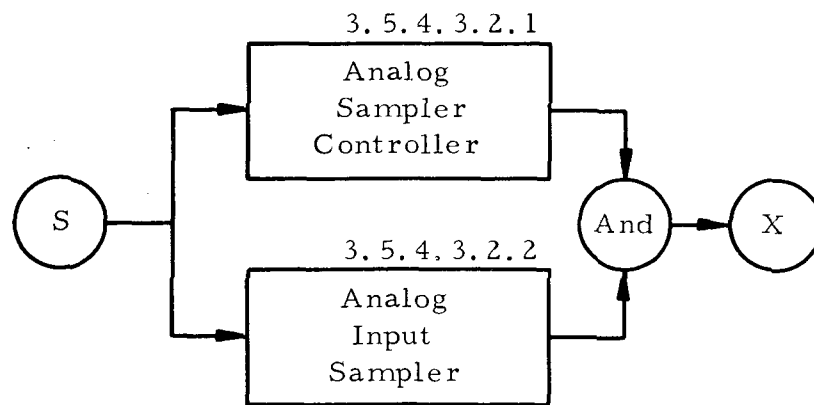 3. 5. 4. 3. 2. 1
Analog
Sampler
Controller
S
And
X
3. 5. 4, 3. 2. 2
Analog
Input
Sampler